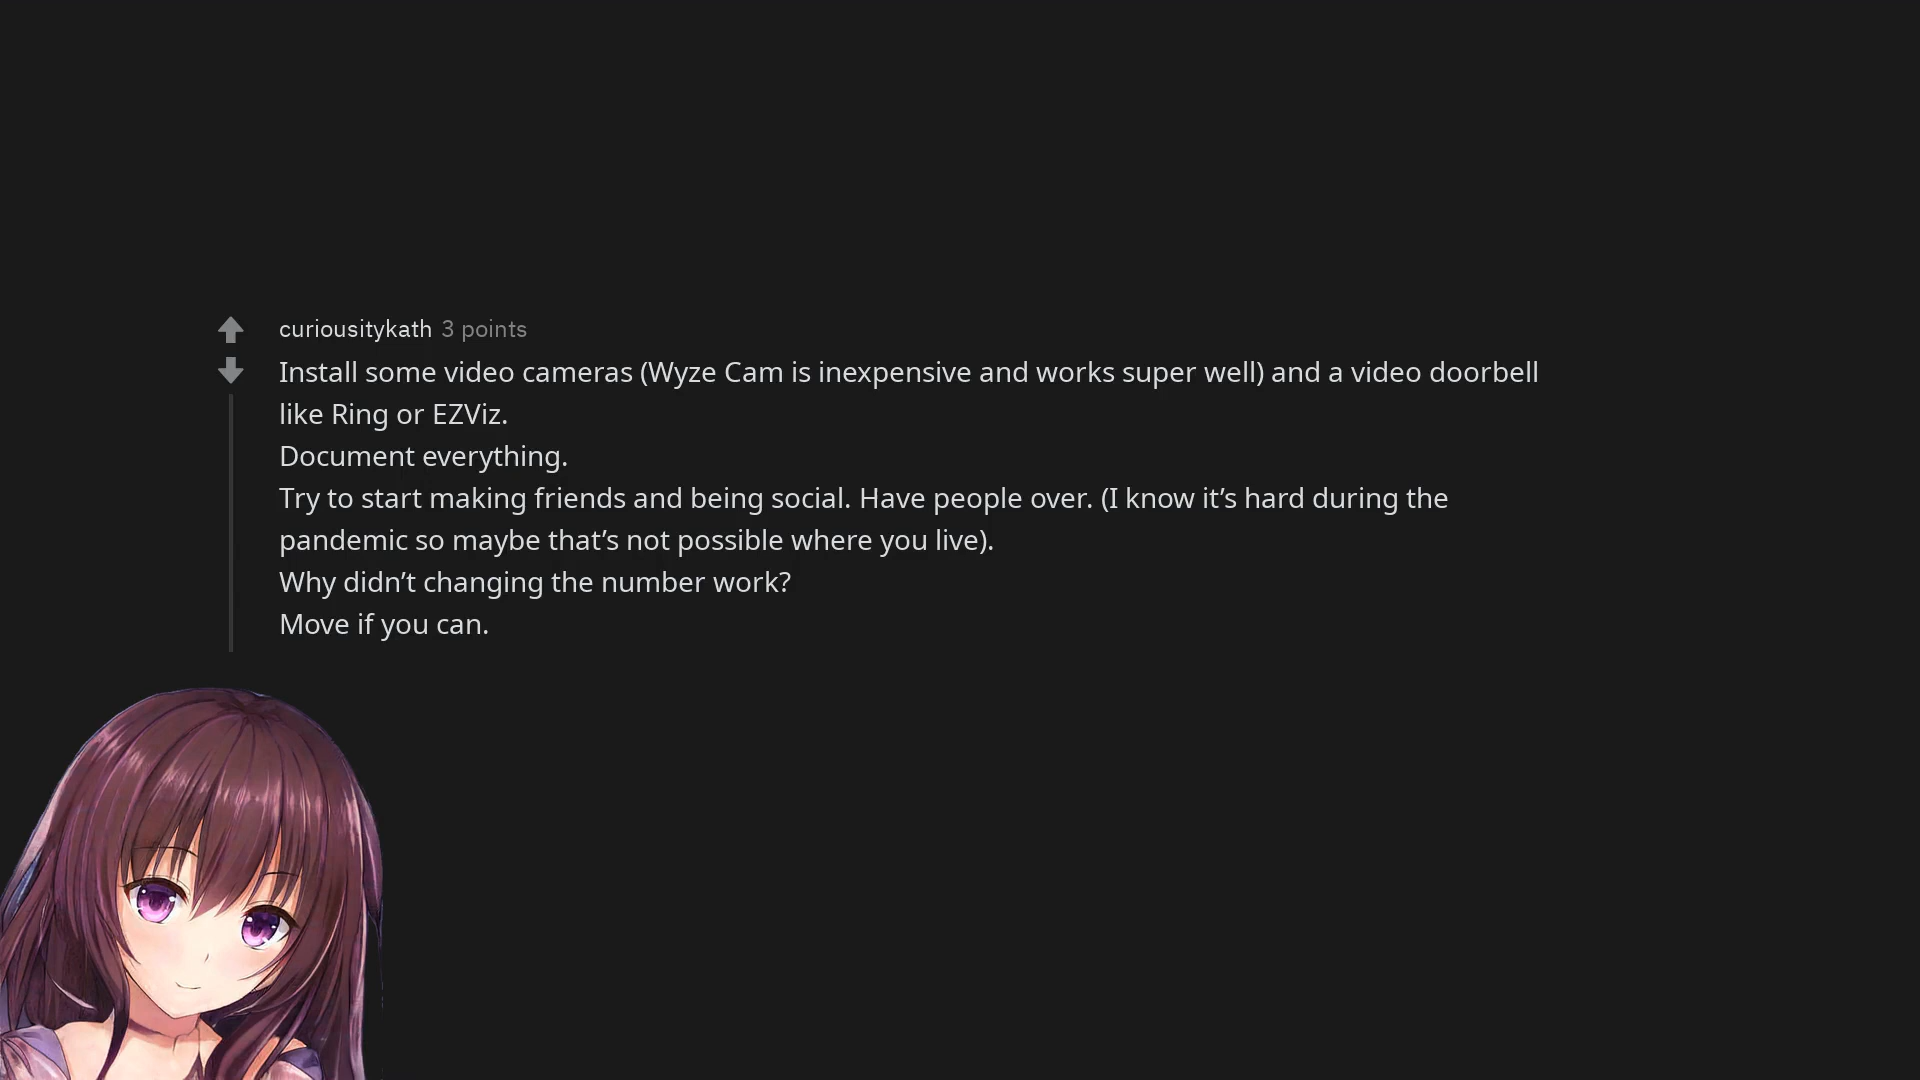 curiousitykath 3 points
Install some video cameras (Wyze Cam is inexpensive and works super well) and a video doorbell
like Ring or EZViz.
Document everything.
Try to start making friends and being social. Have people over. (I know it’s hard during the
pandemic so maybe that’s not possible where you live).
Why didn’t changing the number work?
Move if you can.